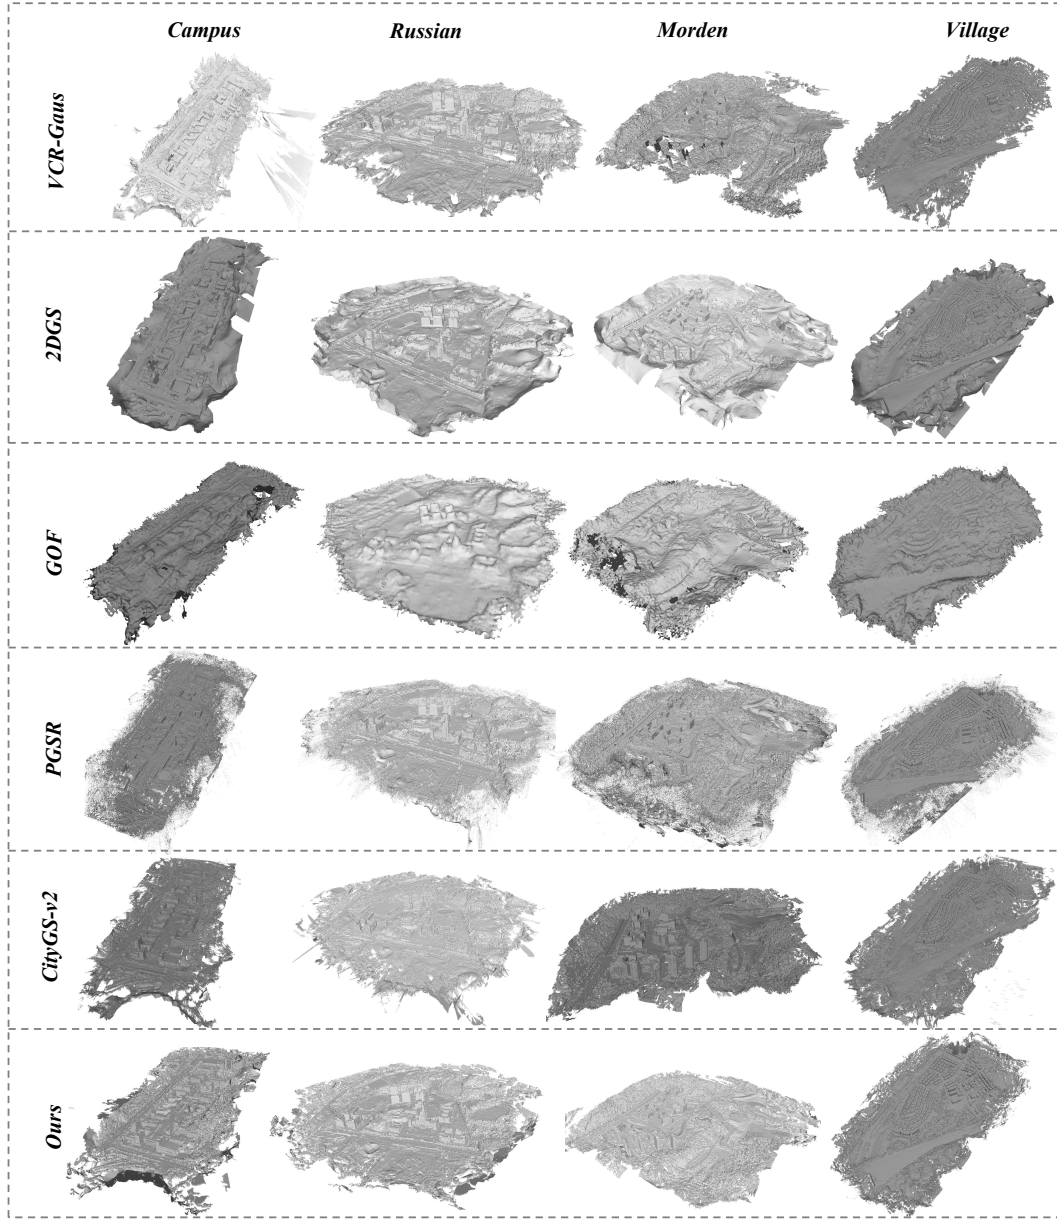 Campus Russian Morden Village
VCR-Gaus
2DGS
GOF
PGSR
CityGS-v2
Ours